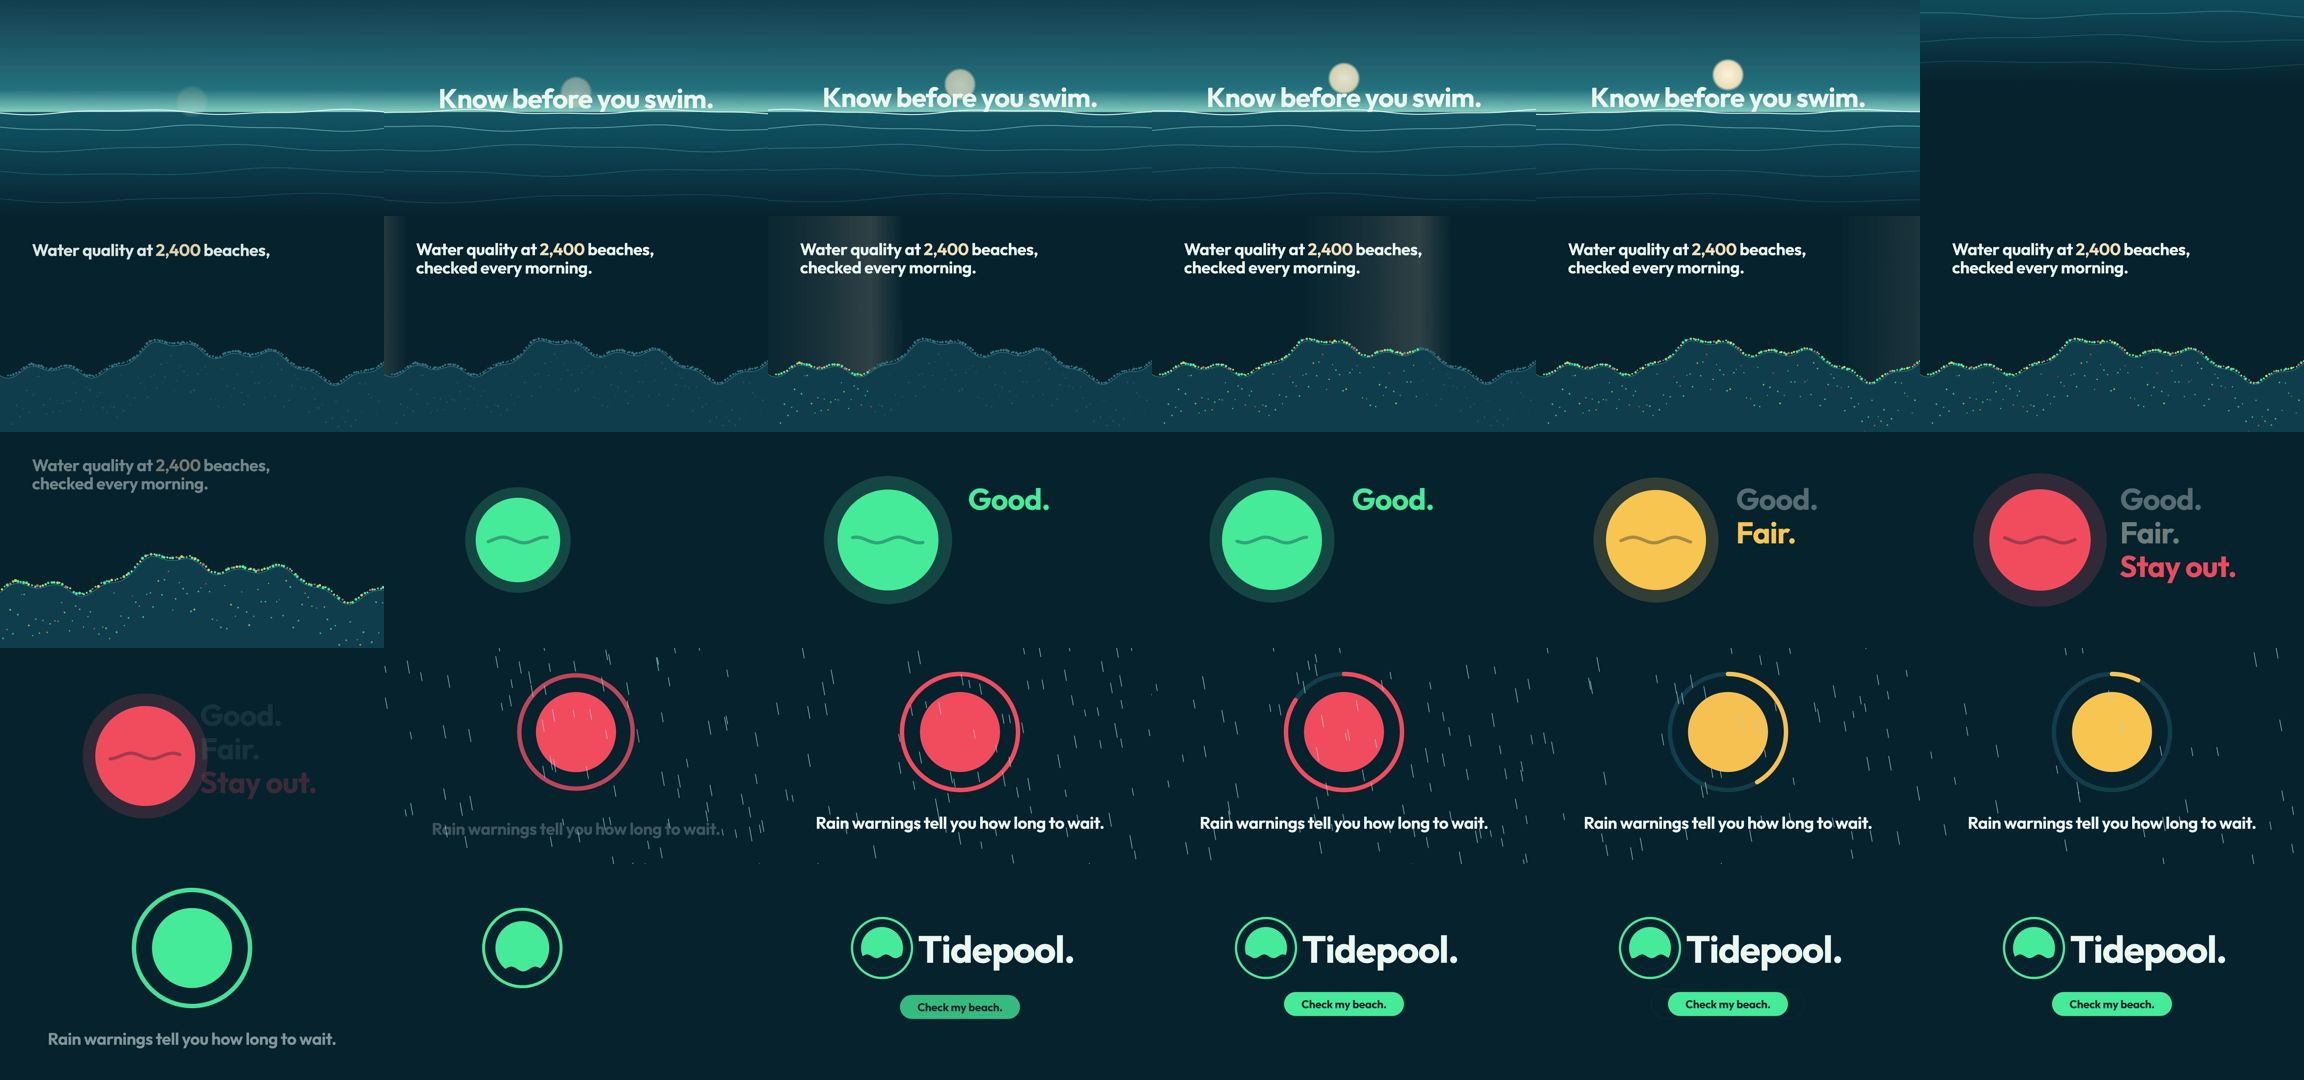 Know before you swim.
Know before you swim.
Know before you swim.
Know before you swim.
Water quality at 2,400 beaches,
Water quality at 2,400 beaches,
checked every morning.
Water quality at 2,400 beaches,
checked every morning.
Water quality at 2,400 beaches,
checked every morning.
Water quality at 2,400 beaches,
checked every morning.
Water quality at 2,400 beaches,
checked every morning.
Water quality at 2,400 beaches,
checked every morning.
Good.
Good.
Good.
Fair.
Good.
Fair.
Stay out.
Good.
Fair.
Stay out.
Rain warnings tell you how long to wait.
Rain warnings tell you how long to wait.
Rain warnings tell you how long to wait.
Rain warnings tell you how long to wait.
Rain warnings tell you how long to wait.
Rain warnings tell you how long to wait.
Tidepool.
Check my beach.
Tidepool.
Check my beach.
Tidepool.
Check my beach.
Tidepool.
Check my beach.